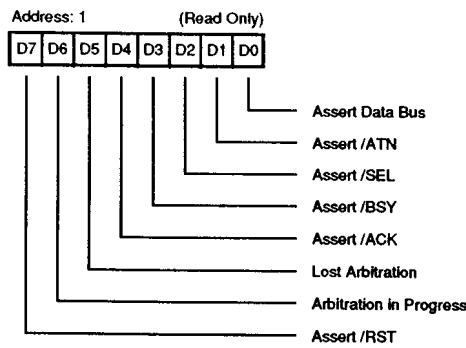 Address: 1 (Read Only)
D7 D6 D5 D4 D3 D2 D1 D0
Assert Data Bus
Assert /ATN
Assert /SEL
Assert /BSY
Assert /ACK
Lost Arbitration
Arbitration in Progress
Assert /RST